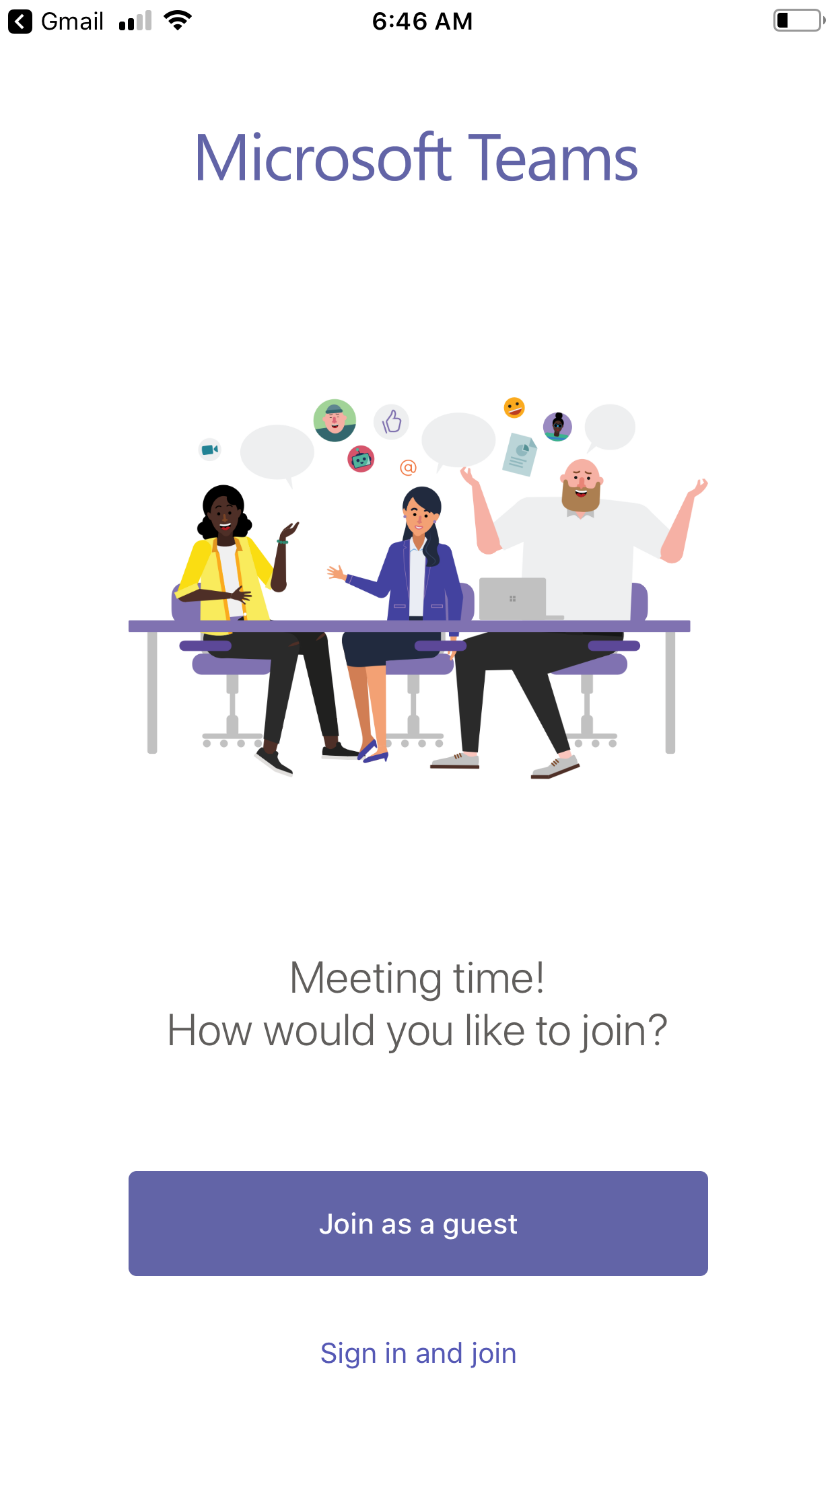 Gmail 6:46 AM
Microsoft Teams
@
Meeting time!
How would you like to join?
Join as a guest
Sign in and join